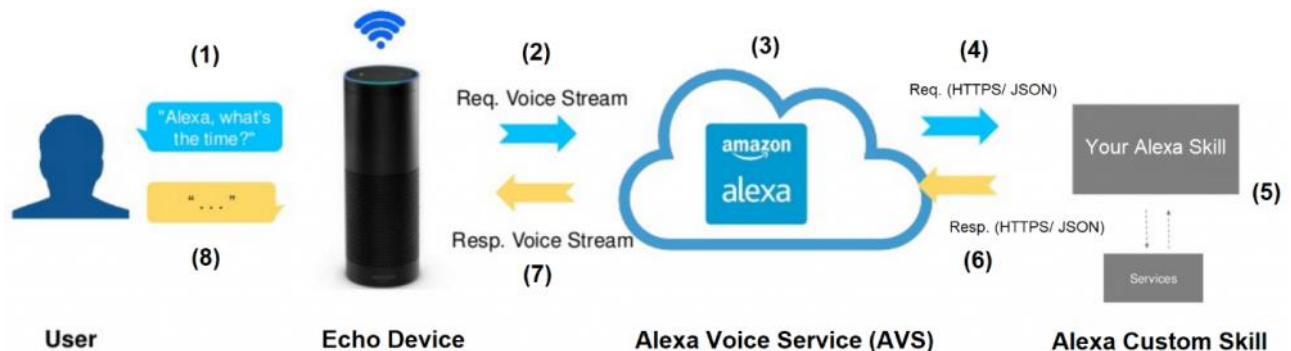 (1)
(2)
(3)
(4)
"Alexa, what's
the time?"
Req. Voice Stream
Req. (HTTPS/ JSON)
amazon
alexa
Your Alexa Skill
(5)
"..."
Resp. Voice Stream
Resp. (HTTPS/ JSON)
(8)
(7)
(6)
Services
User
Echo Device
Alexa Voice Service (AVS)
Alexa Custom Skill